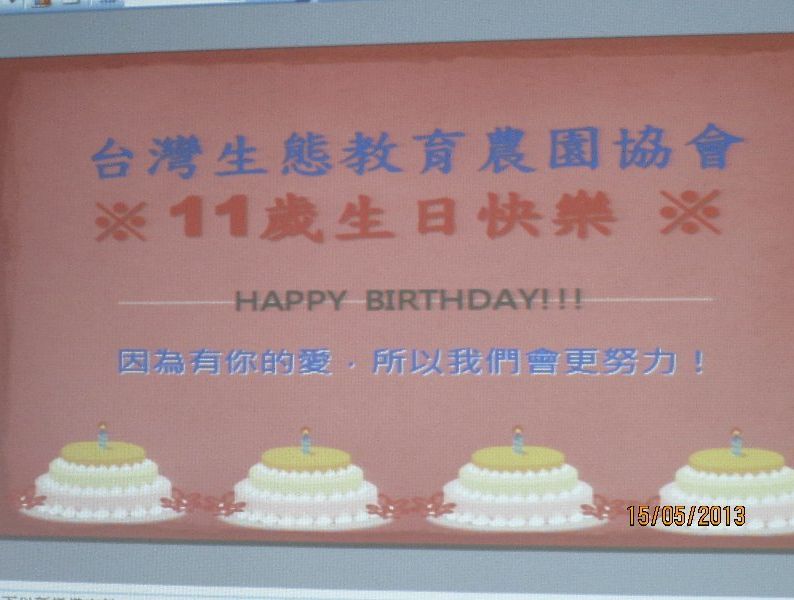 台灣生態教育農園協會
※11歲生日快樂 ※
HAPPY BIRTHDAY!!!
因為有你的愛，所以我們會更努力！
15/05/2013